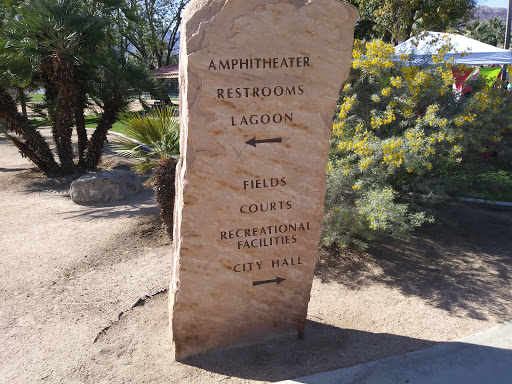 AMPHITHEATER
RESTROOMS
LAGOON
FIELDS
COURTS
RECREATIONAL
FACILITIES
CITY HALL